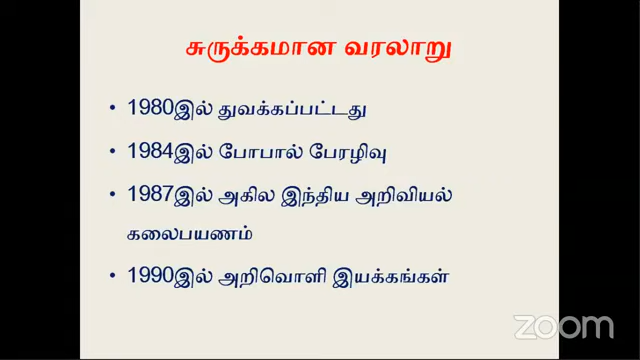 சுருக்கமான வரலாறு
• 1980இல் துவக்கப்பட்டது
• 1984இல் போபால் பேரழிவு
• 1987இல் அகில இந்திய அறிவியல்
கலைபயணம்
• 1990இல் அறிவொளி இயக்கங்கள்
zoom